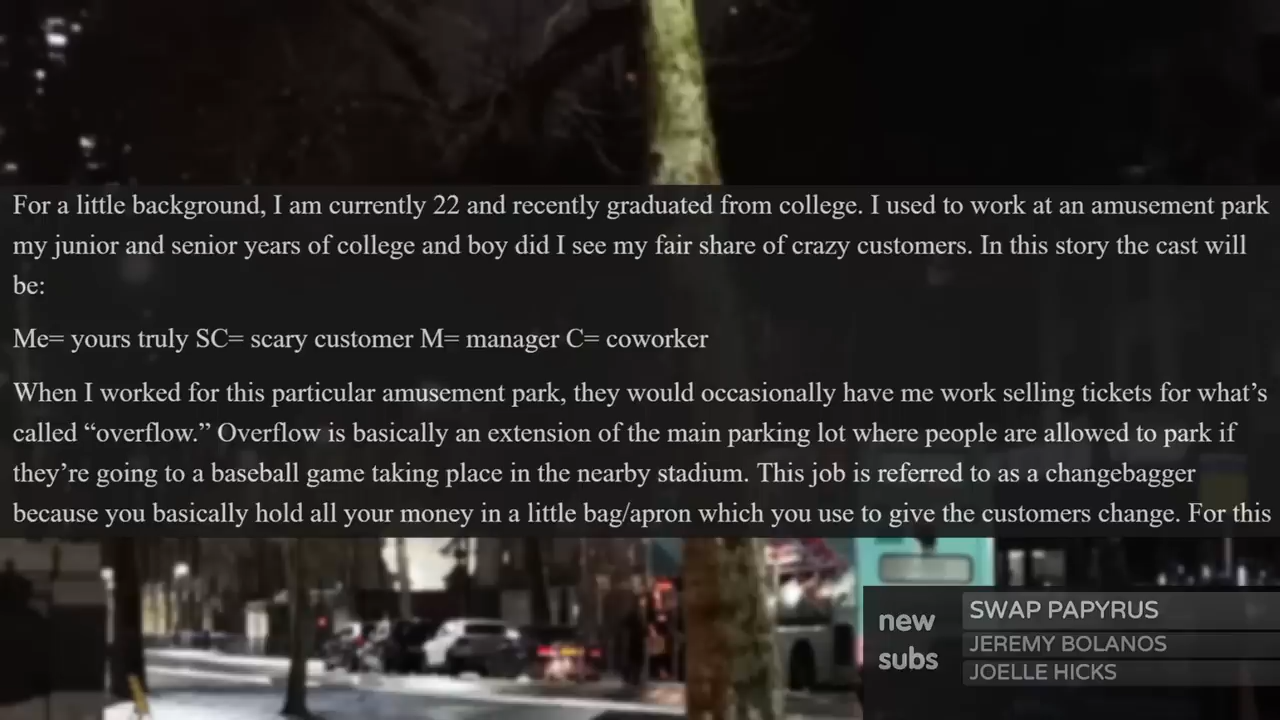 For a little background, I am currently 22 and recently graduated from college. I used to work at an amusement park
my junior and senior years of college and boy did I see my fair share of crazy customers. In this story the cast will
be:
Me= yours truly SC= scary customer M= manager C= coworker
When I worked for this particular amusement park, they would occasionally have me work selling tickets for what’s
called “overflow.” Overflow is basically an extension of the main parking lot where people are allowed to park if
they’re going to a baseball game taking place in the nearby stadium. This job is referred to as a changebagger
because you basically hold all your money in a little bag/apron which you use to give the customers change. For this
new subs
SWAP PAPYRUS
JEREMY BOLANOS
JOELLE HICKS